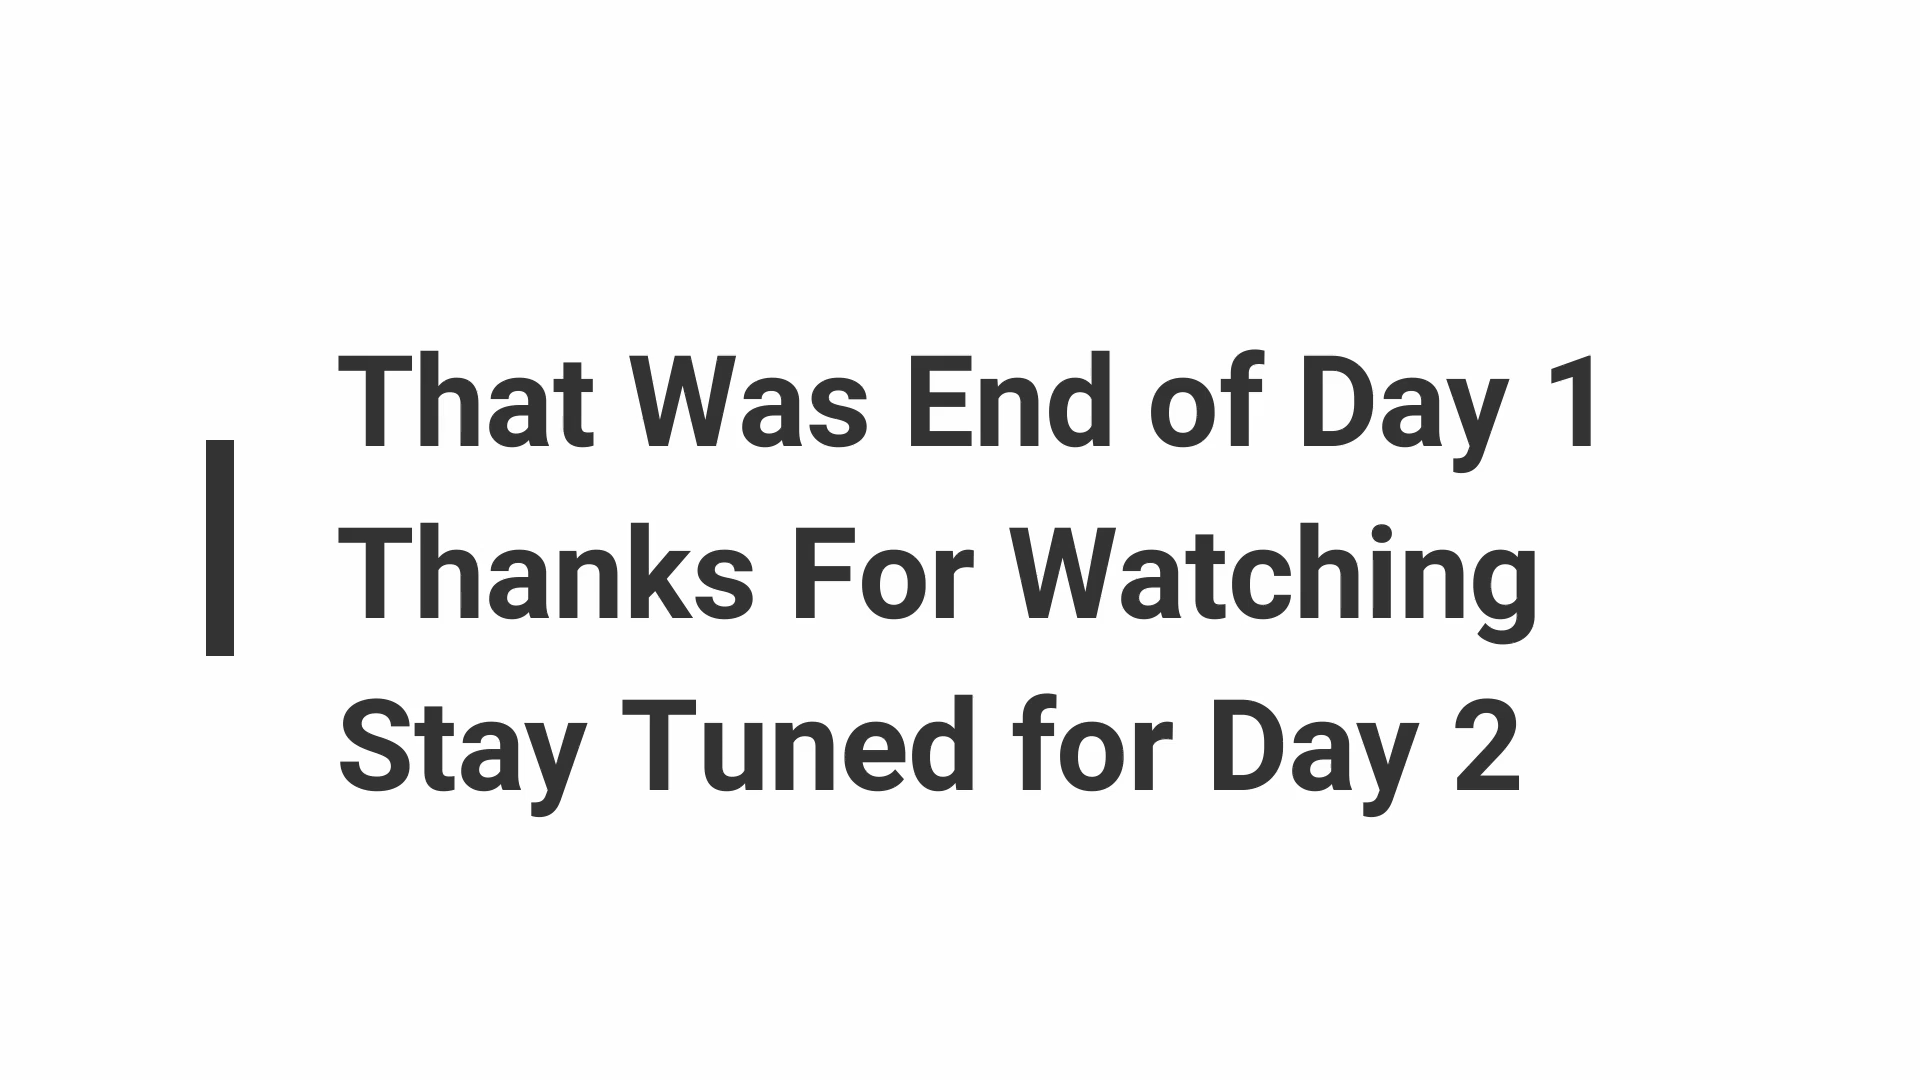 That Was End of Day 1
Thanks For Watching
Stay Tuned for Day 2